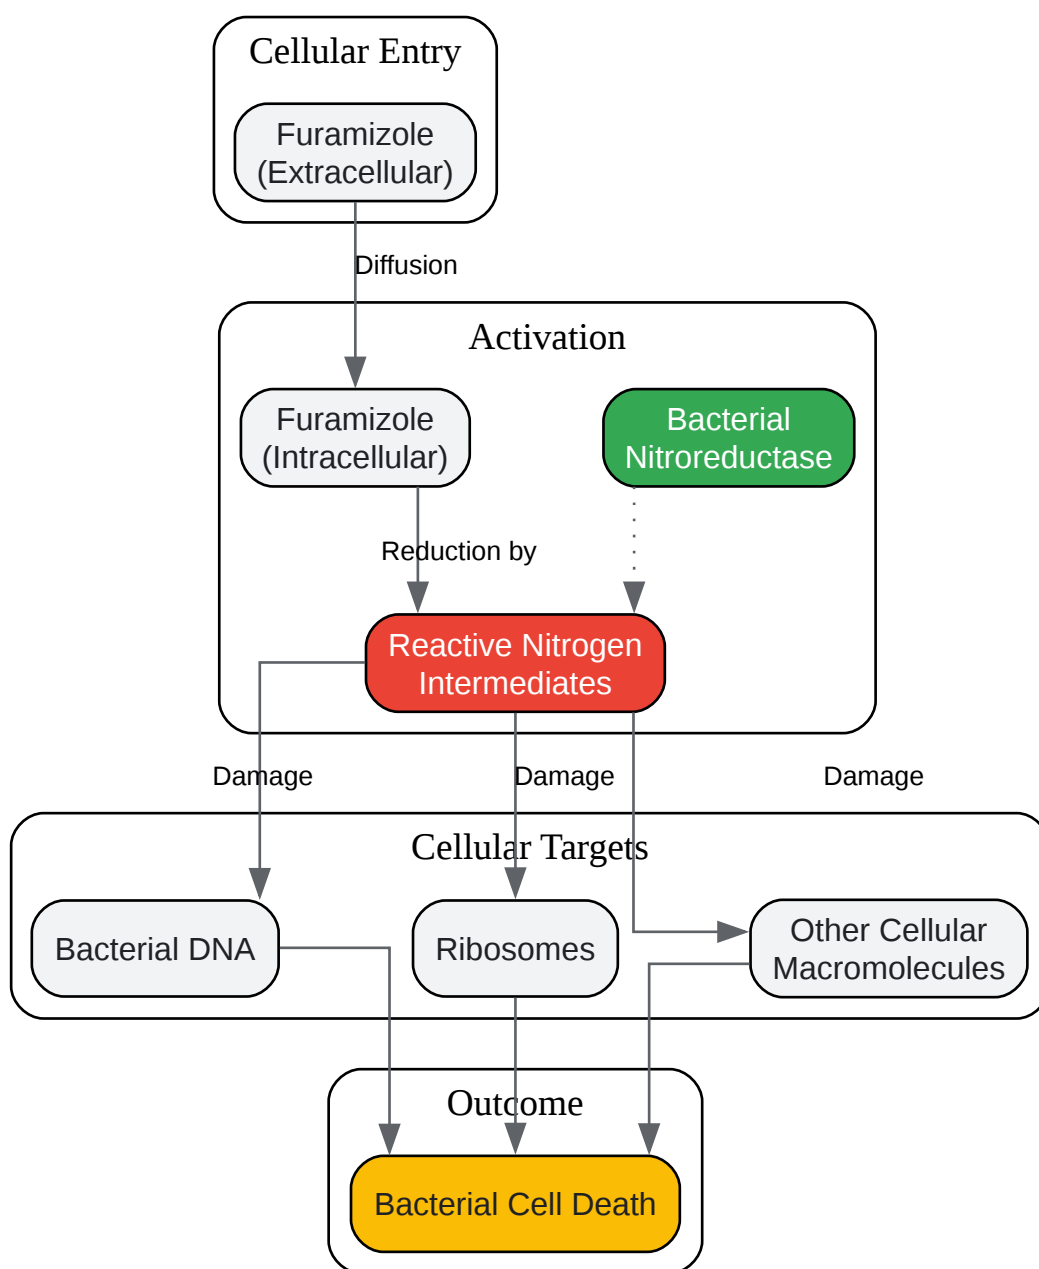 Cellular Entry
Furamizole
(Extracellular)
Diffusion
Activation
Furamizole
(Intracellular)
Bacterial
Nitroreductase
Reduction by
Reactive Nitrogen
Intermediates
Damage
Damage
Damage
Cellular Targets
Bacterial DNA
Ribosomes
Other Cellular
Macromolecules
Outcome
Bacterial Cell Death